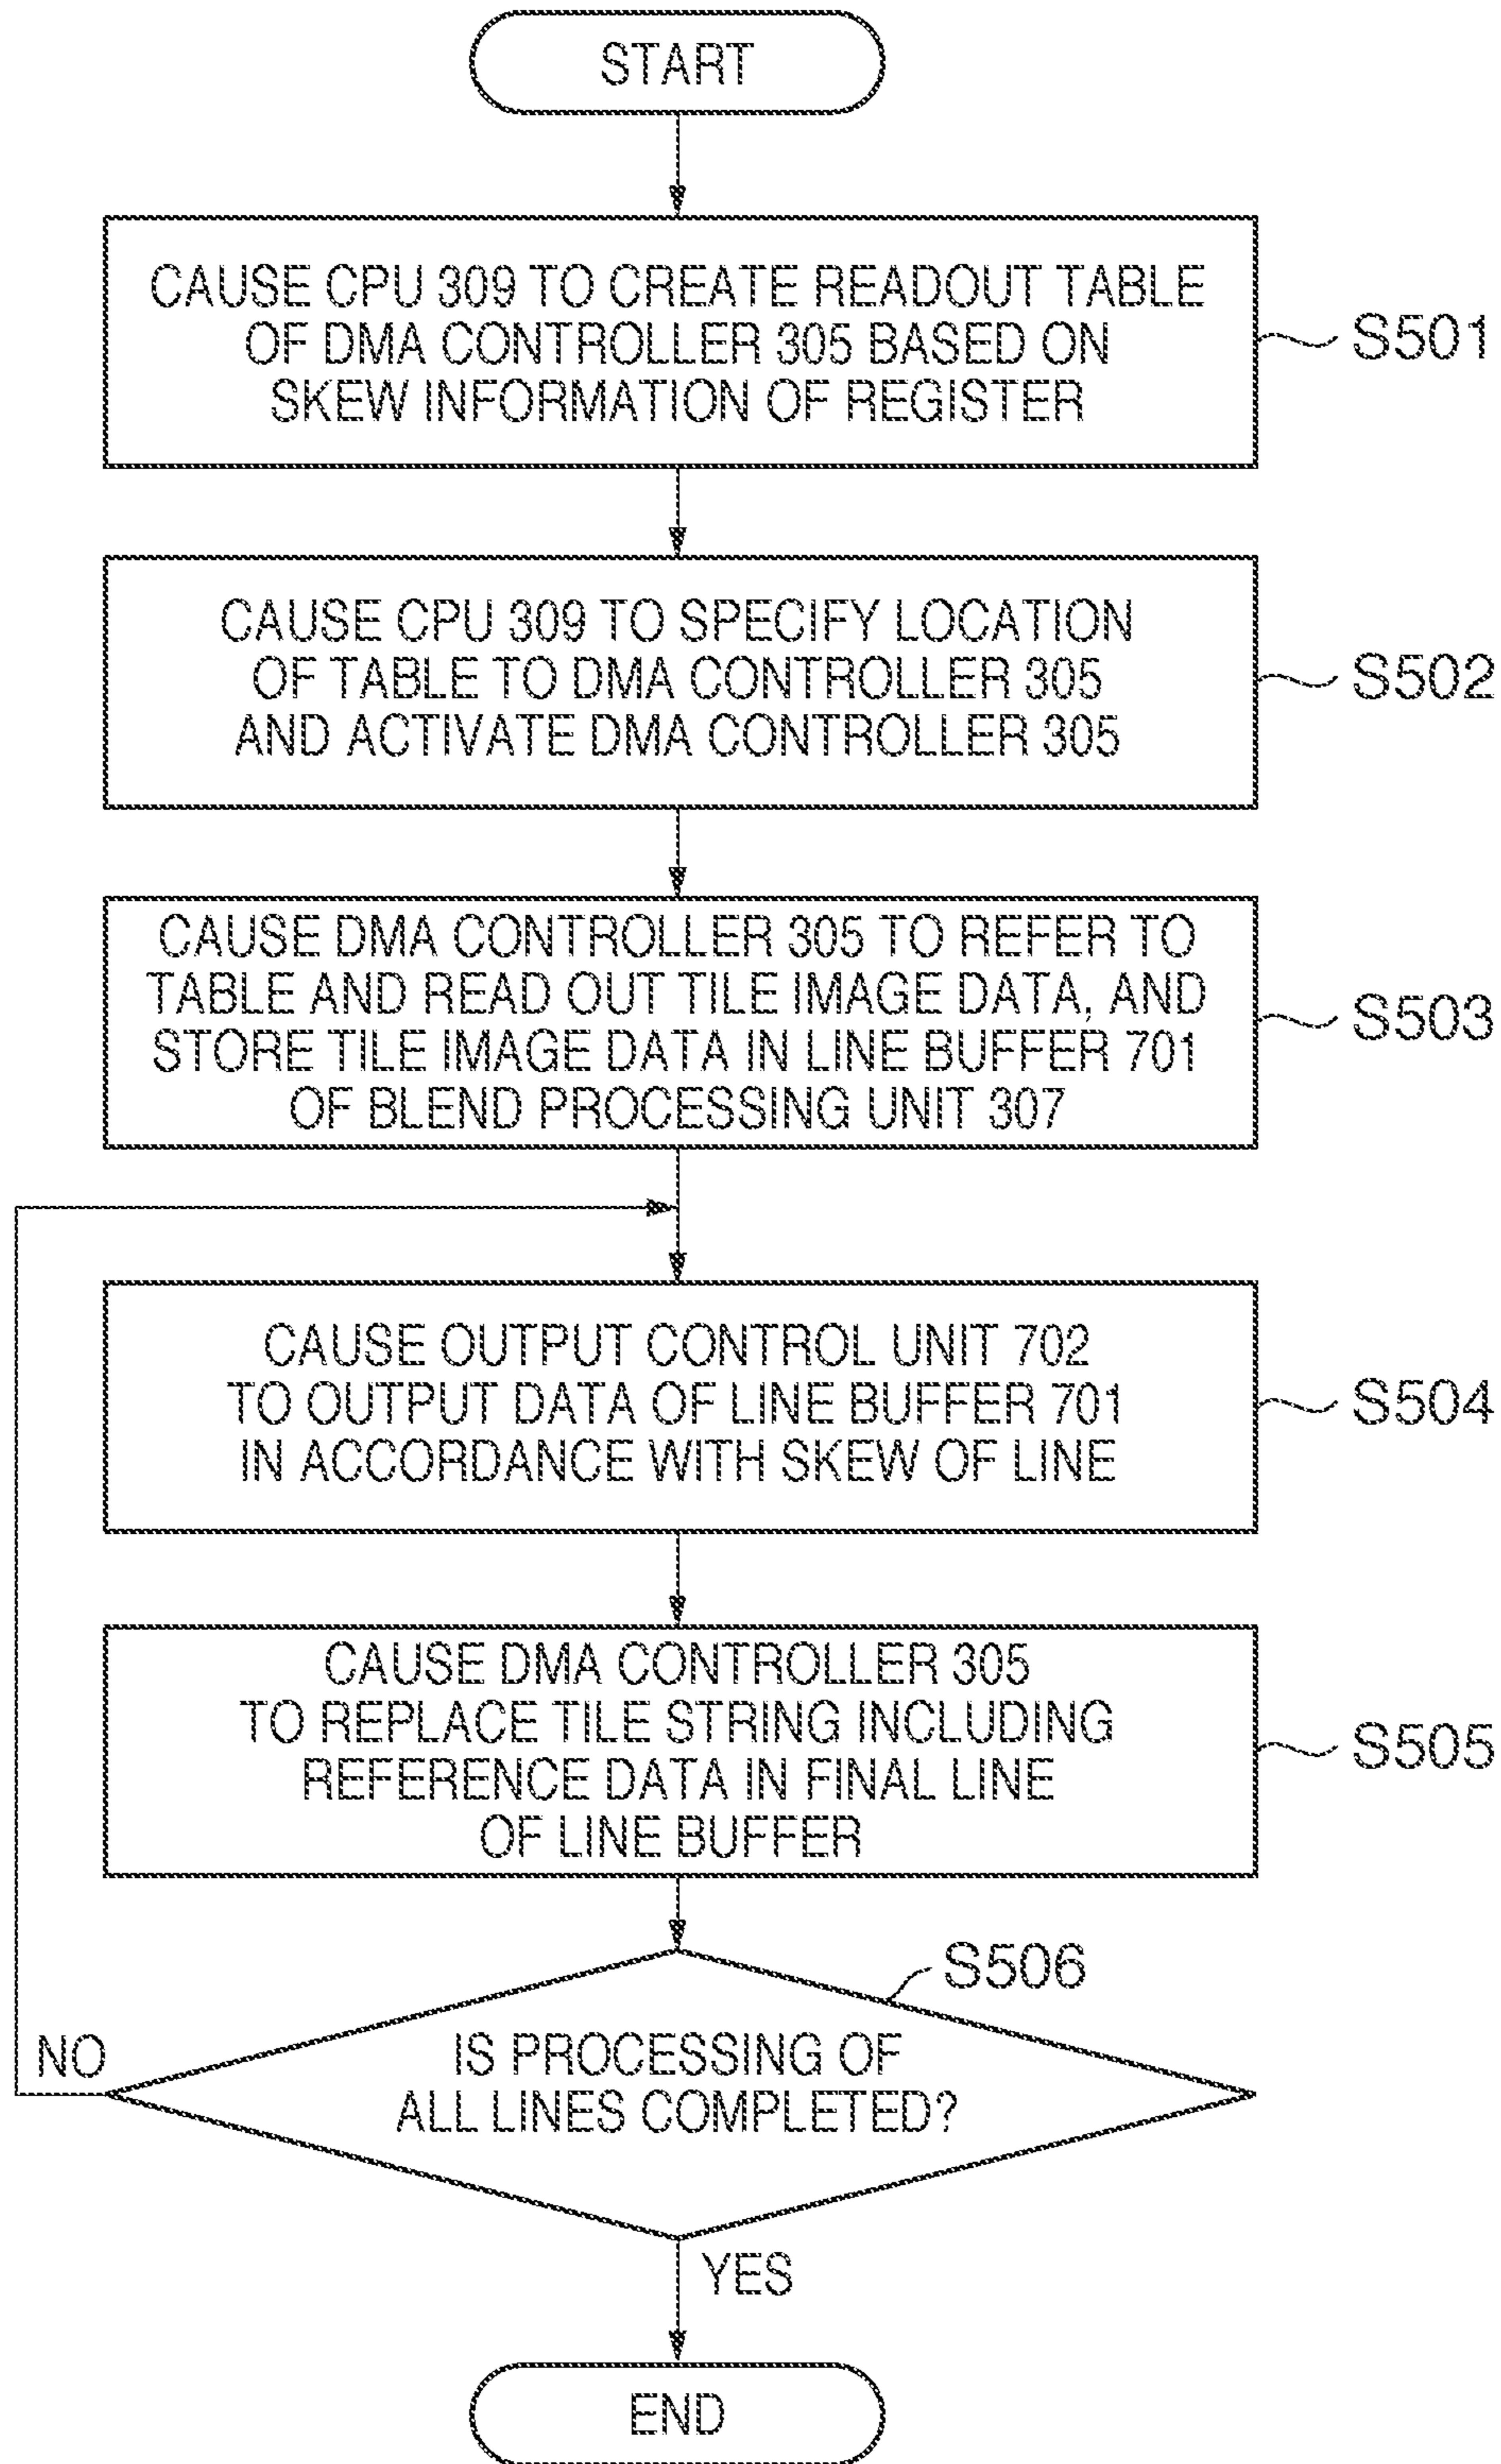 START
CAUSE CPU 309 TO CREATE READOUT TABLE
OF DMA CONTROLLER 305 BASED ON
SKEW INFORMATION OF REGISTER
S501
CAUSE CPU 309 TO SPECIFY LOCATION
OF TABLE TO DMA CONTROLLER 305
AND ACTIVATE DMA CONTROLLER 305
S502
CAUSE DMA CONTROLLER 305 TO REFER TO
TABLE AND READ OUT TILE IMAGE DATA, AND
STORE TILE IMAGE DATA IN LINE BUFFER 701
OF BLEND PROCESSING UNIT 307
S503
CAUSE OUTPUT CONTROL UNIT 702
TO OUTPUT DATA OF LINE BUFFER 701
IN ACCORDANCE WITH SKEW OF LINE
S504
CAUSE DMA CONTROLLER 305
TO REPLACE TILE STRING INCLUDING
REFERENCE DATA IN FINAL LINE
OF LINE BUFFER
S505
S506
IS PROCESSING OF
ALL LINES COMPLETED?
NO
YES
END